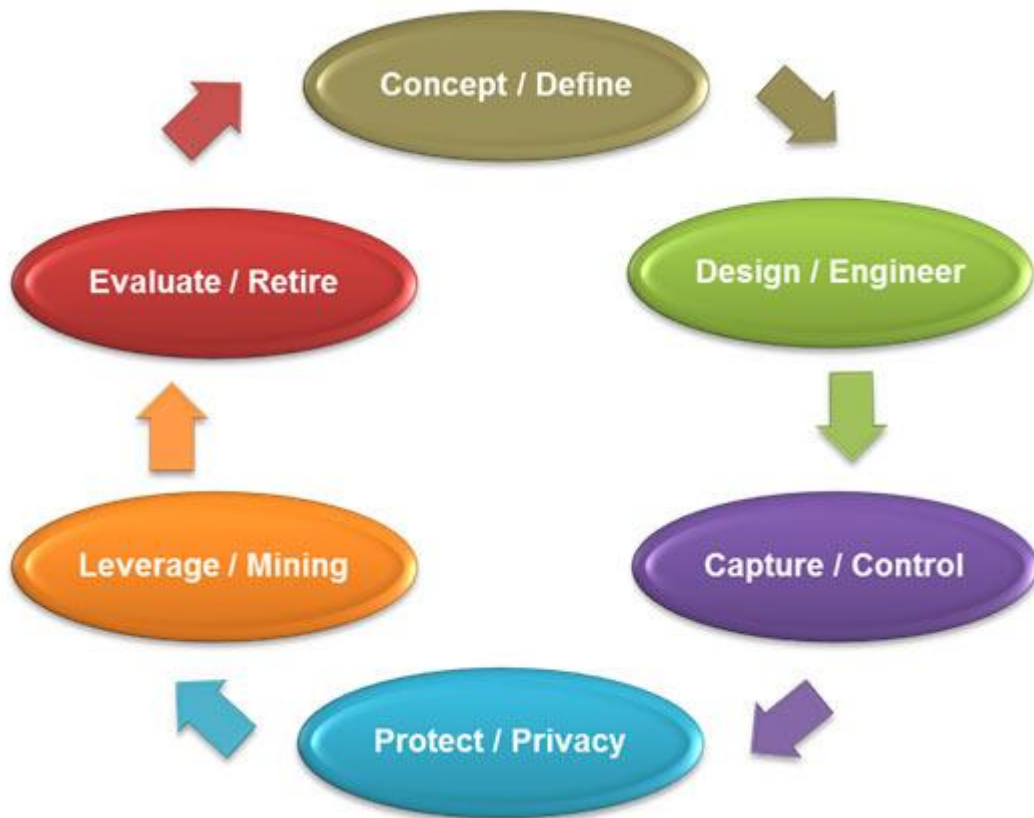 Concept / Define
Design / Engineer
Capture / Control
Protect / Privacy
Leverage / Mining
Evaluate / Retire